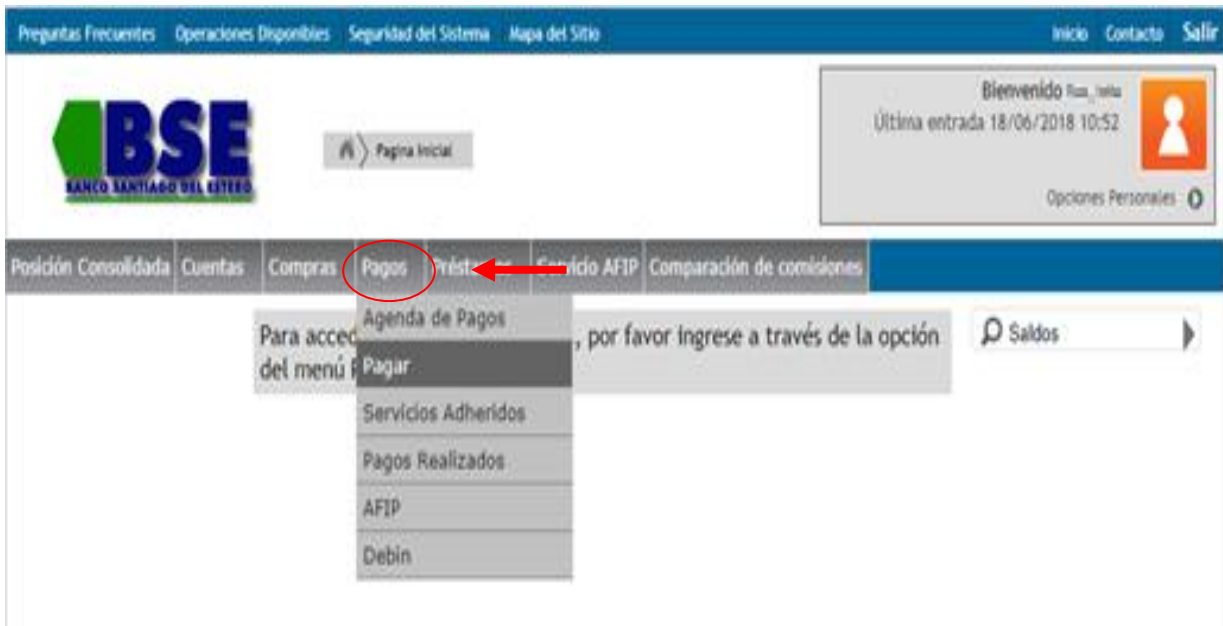 Preguntas Frecuentes Operaciones Disponibles Seguridad del Sistema Mapa del Sitio Inicio Contacto Salir
Bienvenido
Última entrada 18/06/2018 10:52
BSE
BANCO SANTIAGO DEL ESTERO
Pagina Inicial
Opciones Personales
Posición Consolidada Cuentas Compras Pagos Servicio AFIP Comparación de comisiones
Agenda de Pagos
Para , por favor ingrese a través de la opción
del menú
Saldos
Pagar
Servicios Adheridos
Pagos Realizados
AFIP
Debin